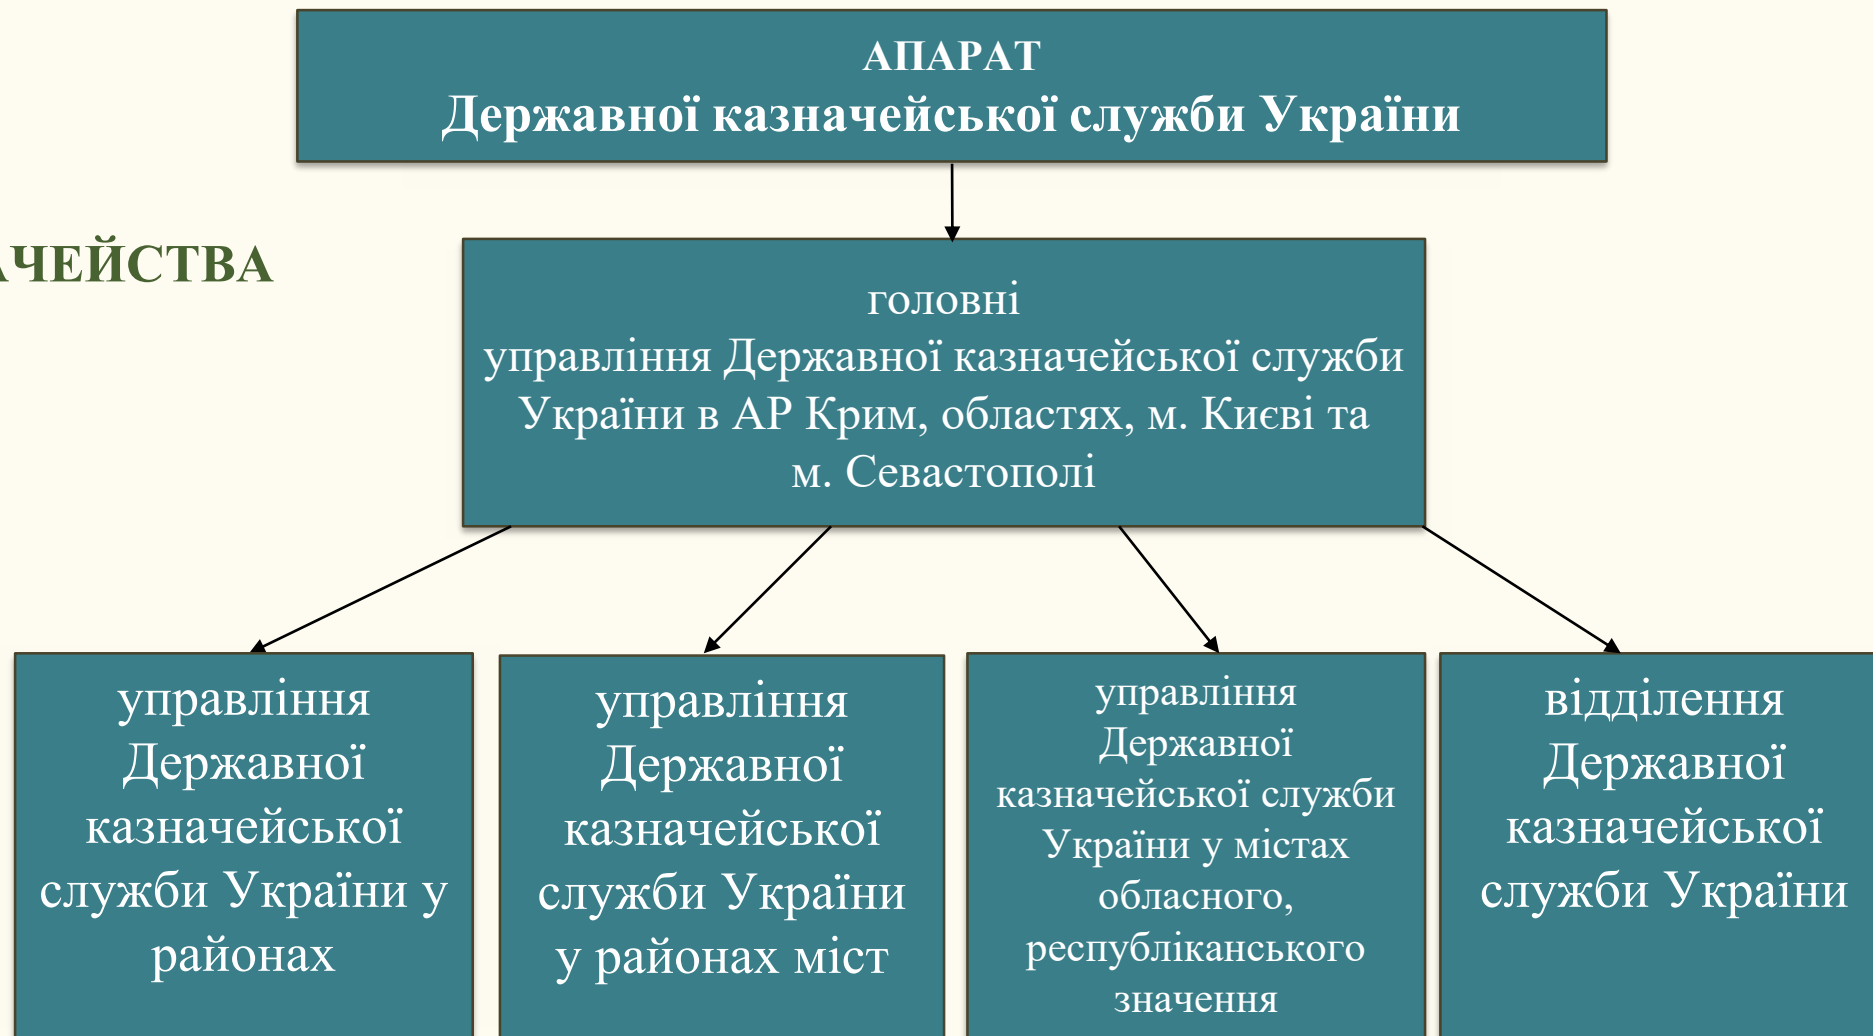 АПАРАТ
Державної казначейської служби України
АЧЕЙСТВА
головні
управління Державної казначейської служби
України в АР Крим, областях, м. Києві та
м. Севастополі
управління
Державної
казначейської
служби України у
районах
управління
Державної
казначейської
служби України
у районах міст
управління
Державної
казначейської служби
України у містах
обласного,
республіканського
значення
відділення
Державної
казначейської
служби України